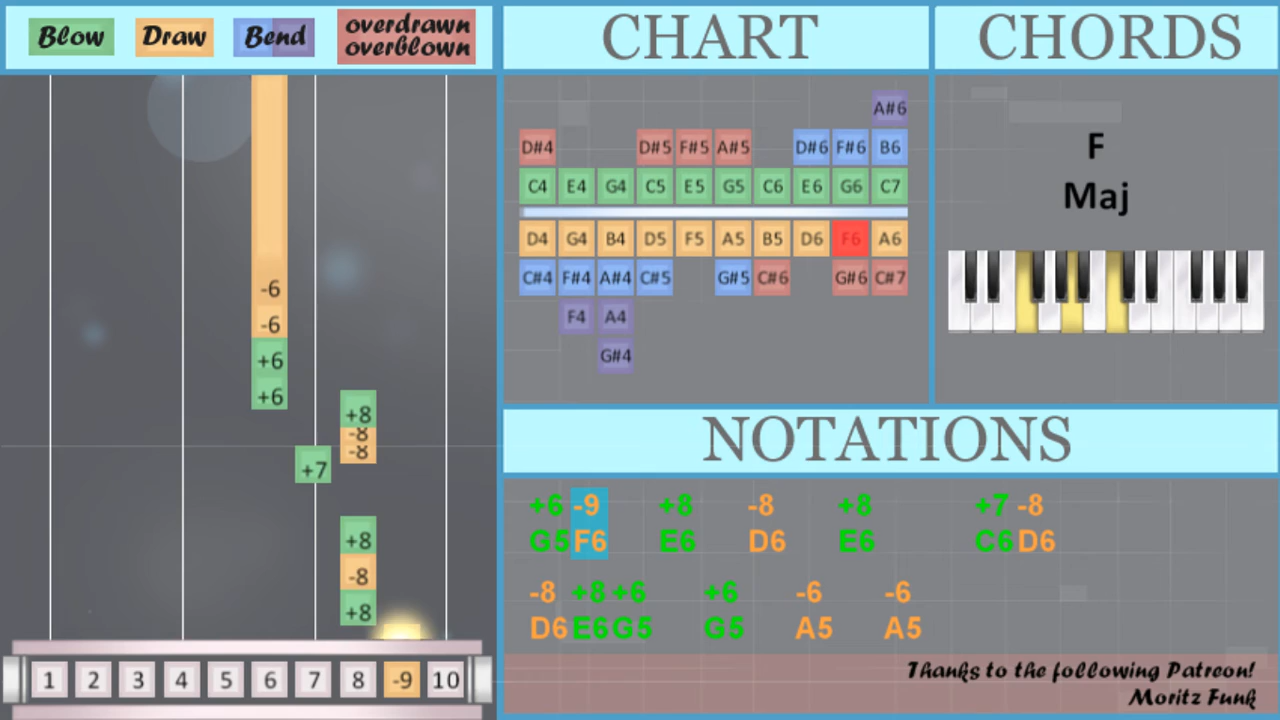 Blow Draw Bend overdrawn
overblown
CHART
CHORDS
A#6
D#4 D#5 F#5 A#5 D#6 F#6 B6
C4 E4 G4 C5 E5 G5 C6 E6 G6 C7
D4 G4 B4 D5 F5 A5 B5 D6 F6 A6
C#4 F#4 A#4 C#5 G#5 C#6 G#6 C#7
F4 A4
G#4
F
Maj
-6
-6
+6
+6
+8
-8
-8
+7
+8
-8
+8
1 2 3 4 5 6 7 8 -9 10
NOTATIONS
+6 -9 +8 -8 +8 +7 -8
G5 F6 E6 D6 E6 C6 D6
-8 +8 +6 +6 -6 -6
D6 E6 G5 G5 A5 A5
Thanks to the following Patreon!
Moritz Funk